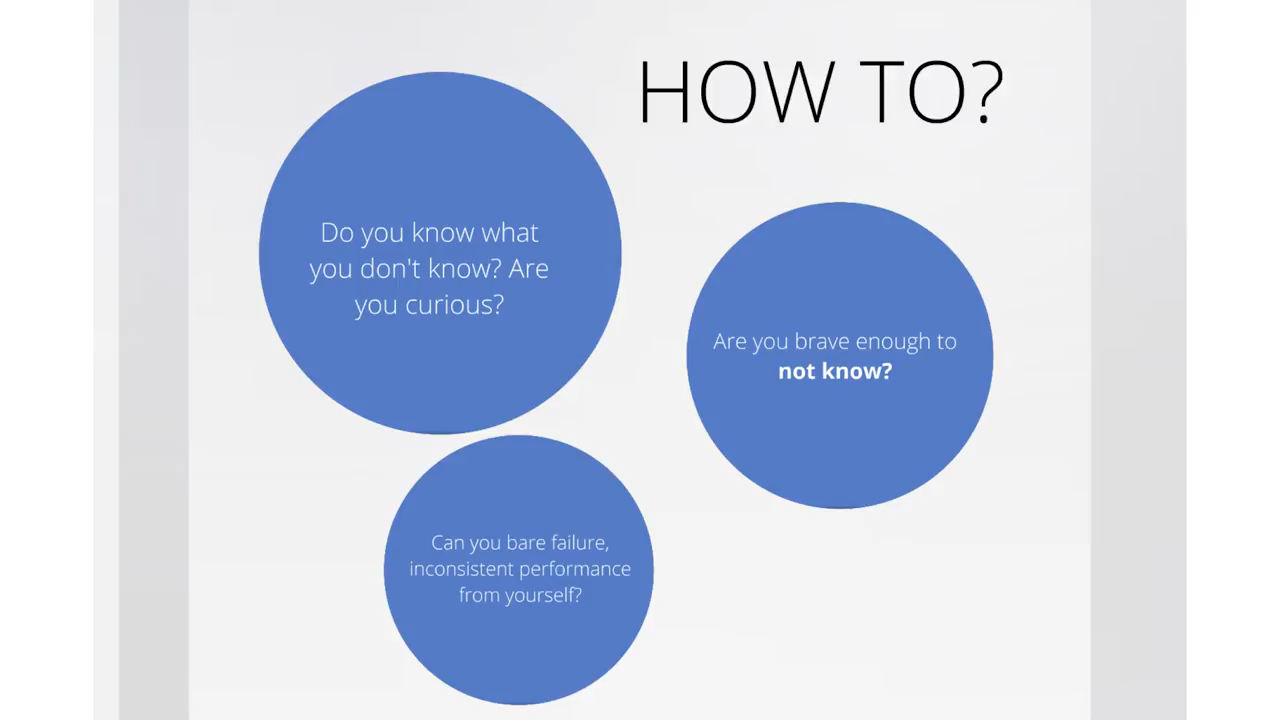 HOW TO?
Do you know what
you don't know? Are
you curious?
Are you brave enough to
not know?
Can you bare failure,
inconsistent performance
from yourself?